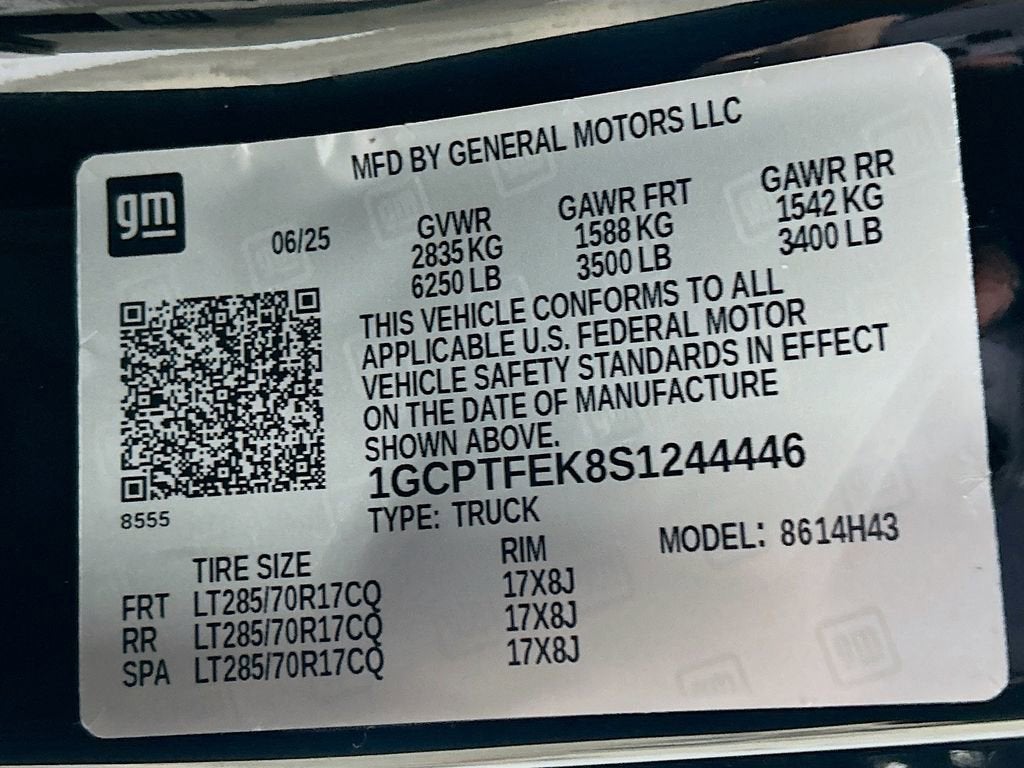 MFD BY GENERAL MOTORS LLC
gm
06/25
GVWR GAWR FRT GAWR RR
2835 KG 1588 KG 1542 KG
6250 LB 3500 LB 3400 LB
THIS VEHICLE CONFORMS TO ALL
APPLICABLE U.S. FEDERAL MOTOR
VEHICLE SAFETY STANDARDS IN EFFECT
ON THE DATE OF MANUFACTURE
SHOWN ABOVE.
1GCPTFEK8S1244446
8555
TYPE: TRUCK MODEL: 8614H43
TIRE SIZE RIM
FRT LT285/70R17CQ 17X8J
RR LT285/70R17CQ 17X8J
SPA LT285/70R17CQ 17X8J